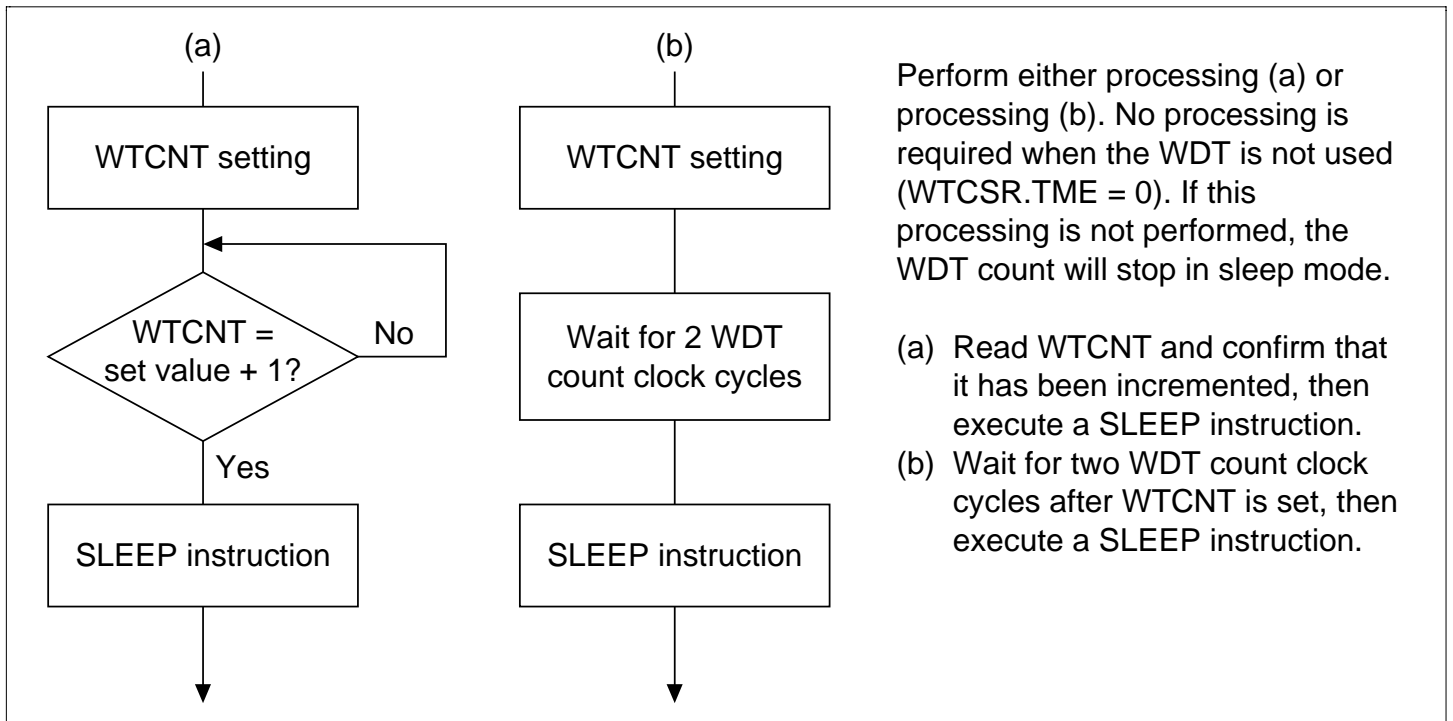 (a)
WTCNT setting
WTCNT =
set value + 1?
No
Yes
SLEEP instruction
(b)
WTCNT setting
Wait for 2 WDT
count clock cycles
SLEEP instruction
Perform either processing (a) or
processing (b). No processing is
required when the WDT is not used
(WTCSR.TME = 0). If this
processing is not performed, the
WDT count will stop in sleep mode.
(a) Read WTCNT and confirm that
it has been incremented, then
execute a SLEEP instruction.
(b) Wait for two WDT count clock
cycles after WTCNT is set, then
execute a SLEEP instruction.